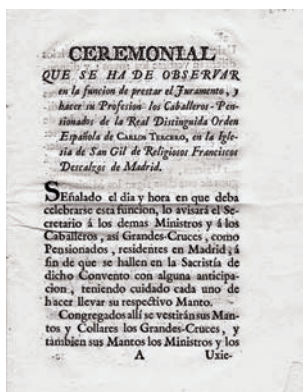 CEREMONIAL
QUE SE HA DE OBSERVAR
en la funcion de prestar el Juramento, y
hacer su Profesion los Caballeros-Pen-
sionados de la Real Distinguida Orden
Española de CARLOS TERCERO, en la Igle-
sia de San Gil de Religiosos Franciscos
Descalzos de Madrid.
SEñalado el dia y hora en que deba
celebrarse esta funcion, lo avisará el Se-
cretario á los demas Ministros y á los
Caballeros, asi Grandes-Cruces, como
Pensionados, residentes en Madrid, á
fin de que se hallen en la Sacristía de
dicho Convento con alguna anticipa-
cion, teniendo cuidado cada uno de
hacer llevar su respectivo Manto.
Congregados alli se vestirán sus Man-
tos y Collares los Grandes-Cruces, y
tambien sus Mantos los Ministros y los
A Uxie-